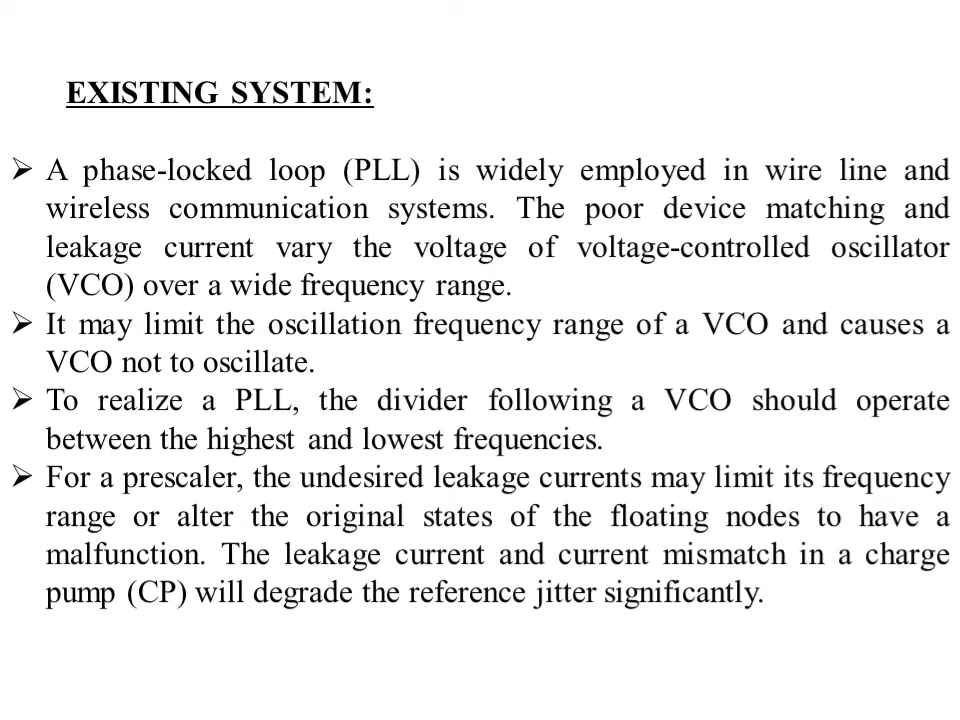 EXISTING SYSTEM:
➢ A phase-locked loop (PLL) is widely employed in wire line and
wireless communication systems. The poor device matching and
leakage current vary the voltage of voltage-controlled oscillator
(VCO) over a wide frequency range.
➢ It may limit the oscillation frequency range of a VCO and causes a
VCO not to oscillate.
➢ To realize a PLL, the divider following a VCO should operate
between the highest and lowest frequencies.
➢ For a prescaler, the undesired leakage currents may limit its frequency
range or alter the original states of the floating nodes to have a
malfunction. The leakage current and current mismatch in a charge
pump (CP) will degrade the reference jitter significantly.